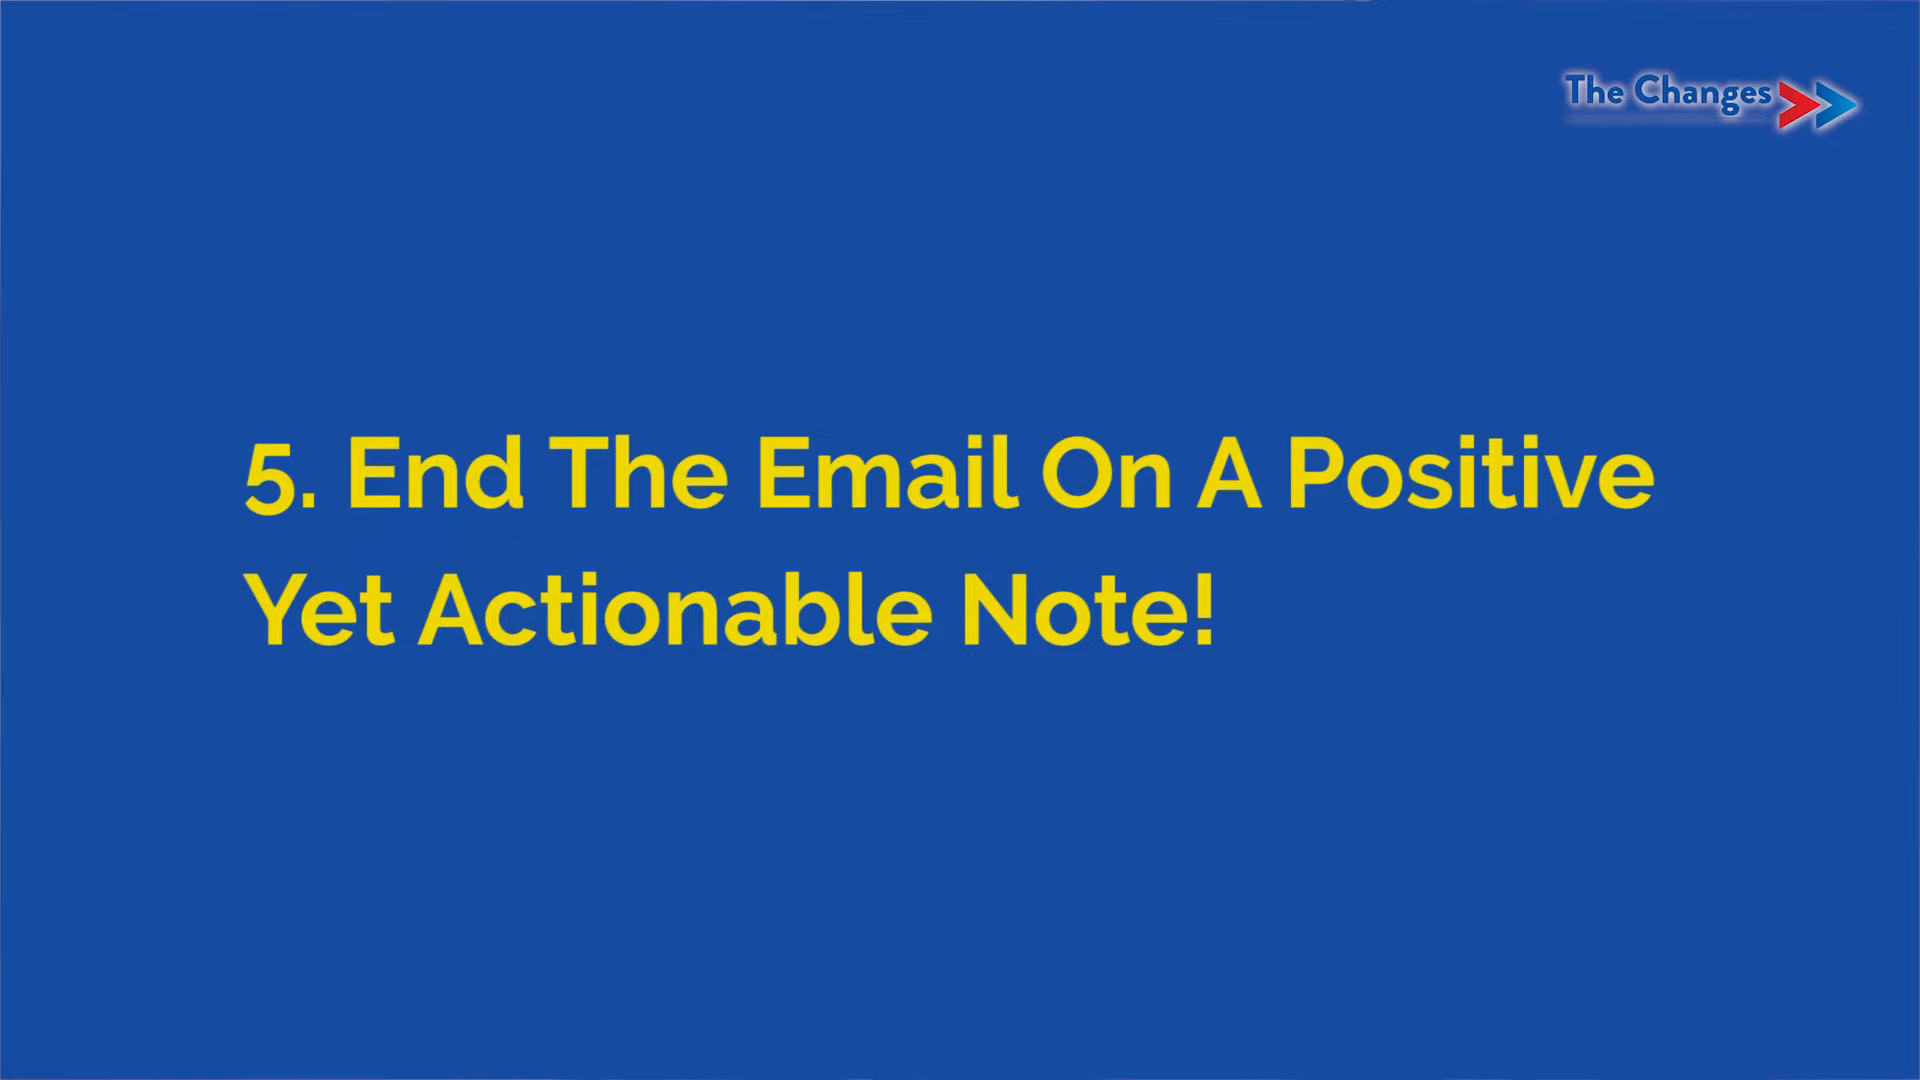 The Changes
5. End The Email On A Positive
Yet Actionable Note!